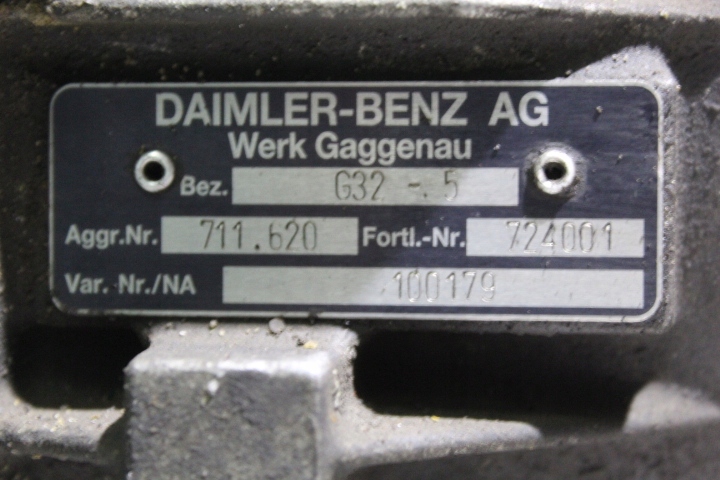 DAIMLER-BENZ AG
Werk Gaggenau
Bez. G32 - 5
Aggr.Nr. 711.620 Fortl.-Nr. 724001
Var. Nr./NA 100179